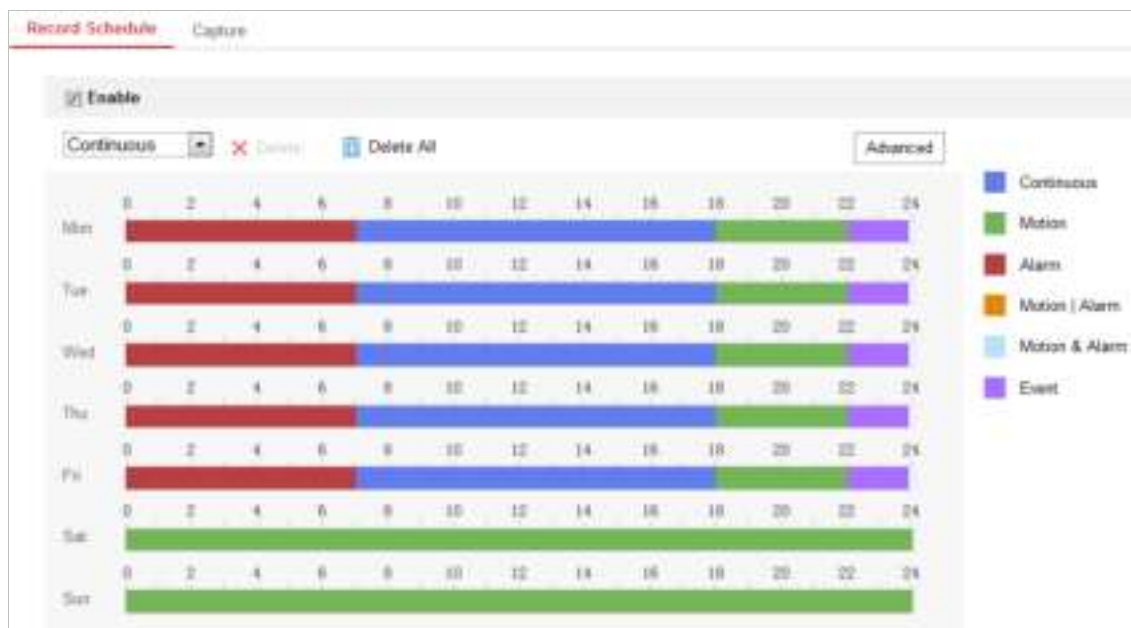 Record Schedule Capture
Enable
Continuous Delete Delete All Advanced
0 2 4 6 8 10 12 14 16 18 20 22 24
Mon
0 2 4 6 8 10 12 14 16 18 20 22 24
Tue
0 2 4 6 8 10 12 14 16 18 20 22 24
Wed
0 2 4 6 8 10 12 14 16 18 20 22 24
Thu
0 2 4 6 8 10 12 14 16 18 20 22 24
Fri
0 2 4 6 8 10 12 14 16 18 20 22 24
Sat
0 2 4 6 8 10 12 14 16 18 20 22 24
Sun
Continuous
Motion
Alarm
Motion | Alarm
Motion & Alarm
Event